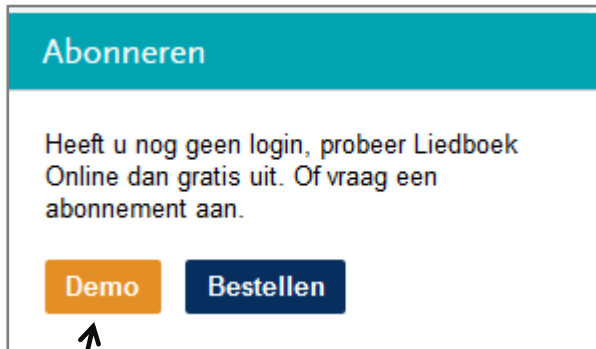 Abonneren
Heeft u nog geen login, probeer Liedboek
Online dan gratis uit. Of vraag een
abonnement aan.
Demo Bestellen